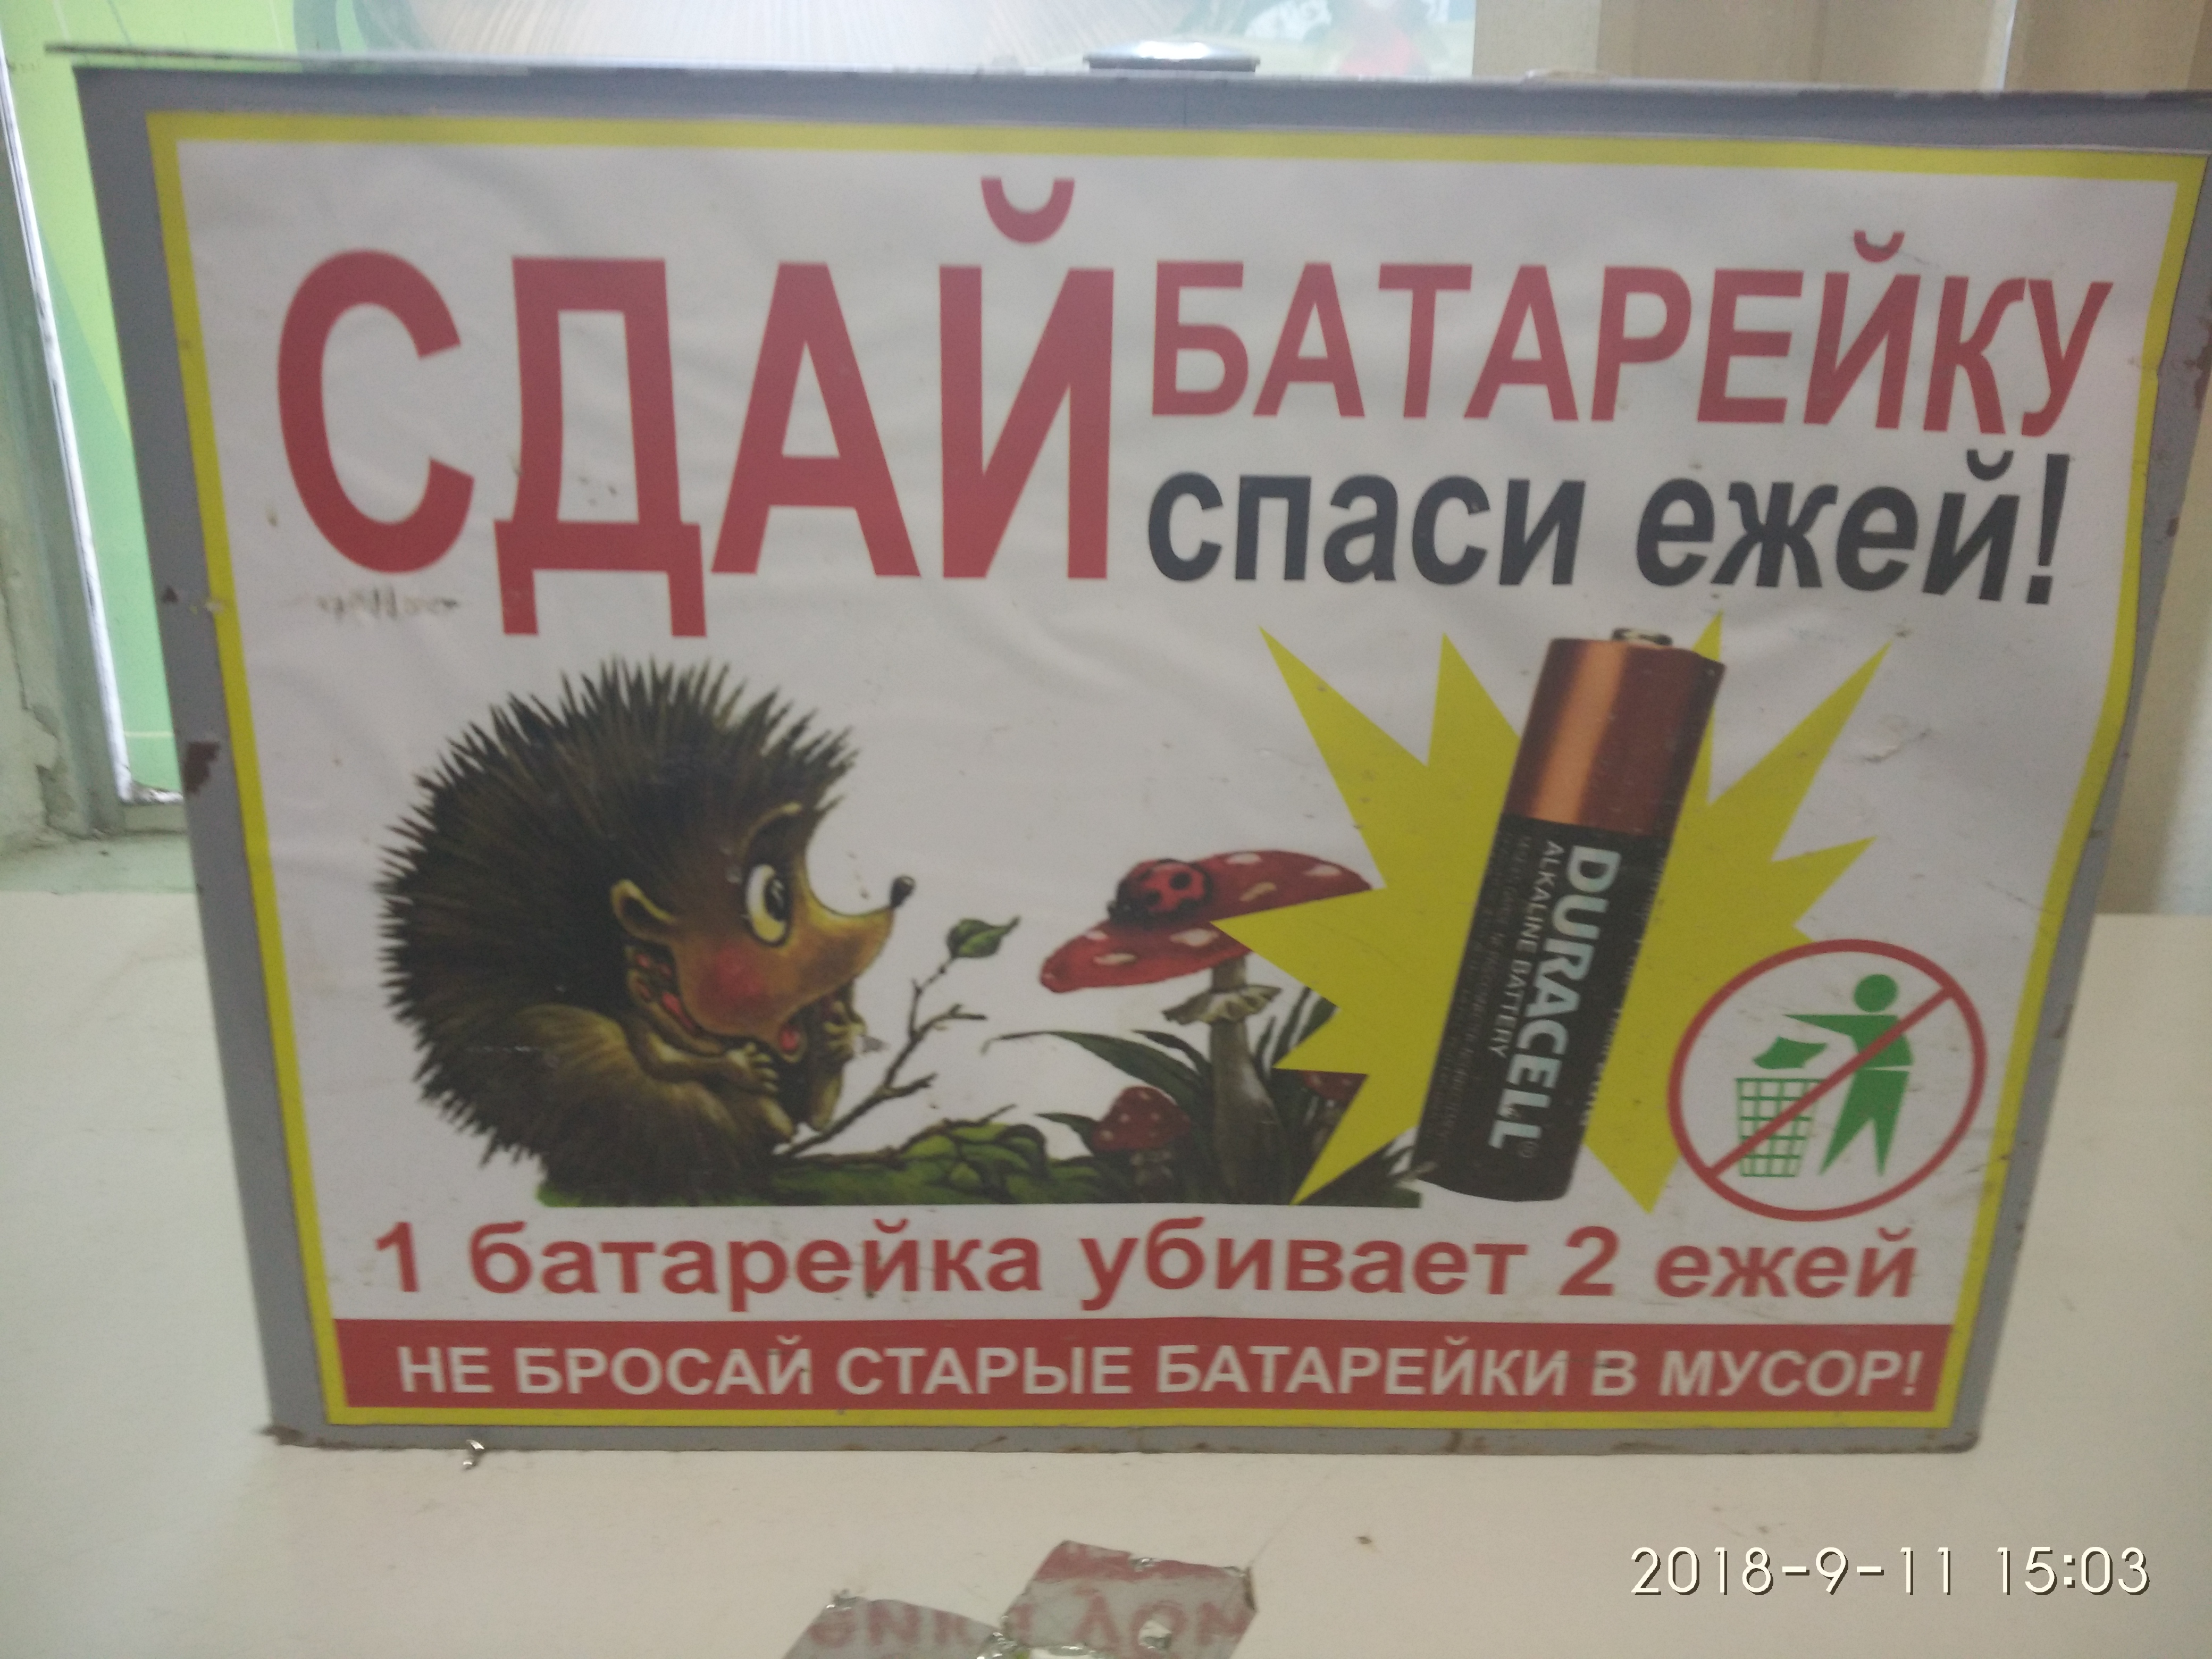 СДАЙ БАТАРЕЙКУ
спаси ежей!
DURACELL
ALKALINE BATTERY
1 батарейка убивает 2 ежей
НЕ БРОСАЙ СТАРЫЕ БАТАРЕЙКИ В МУСОР!
2018-9-11 15:03